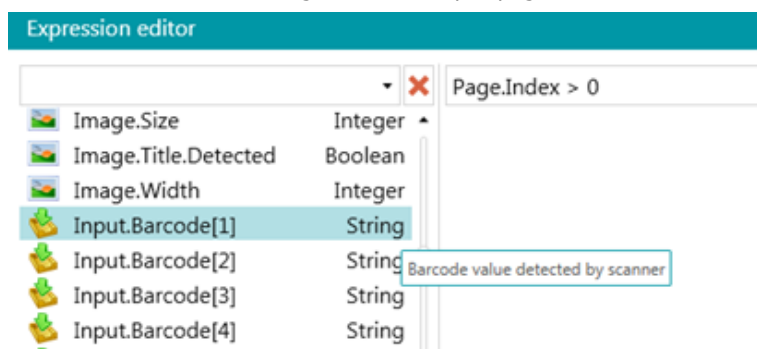 Expression editor
Page.Index > 0
Image.Size Integer
Image.Title.Detected Boolean
Image.Width Integer
Input.Barcode[1] String
Input.Barcode[2] String
Barcode value detected by scanner
Input.Barcode[3] String
Input.Barcode[4] String